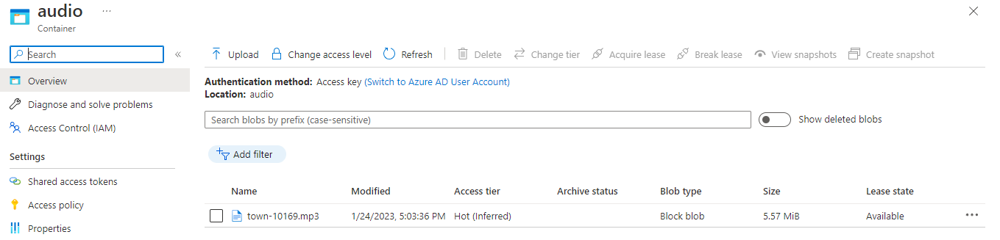 audio ...
Container
Search «
Upload Change access level Refresh Delete Change tier Acquire lease Break lease View snapshots Create snapshot
Overview
Diagnose and solve problems
Access Control (IAM)
Settings
Shared access tokens
Access policy
Properties
Authentication method: Access key (Switch to Azure AD User Account)
Location: audio
Search blobs by prefix (case-sensitive) Show deleted blobs
Add filter
Name Modified Access tier Archive status Blob type Size Lease state
town-10169.mp3 1/24/2023, 5:03:36 PM Hot (Inferred) Block blob 5.57 MiB Available ...